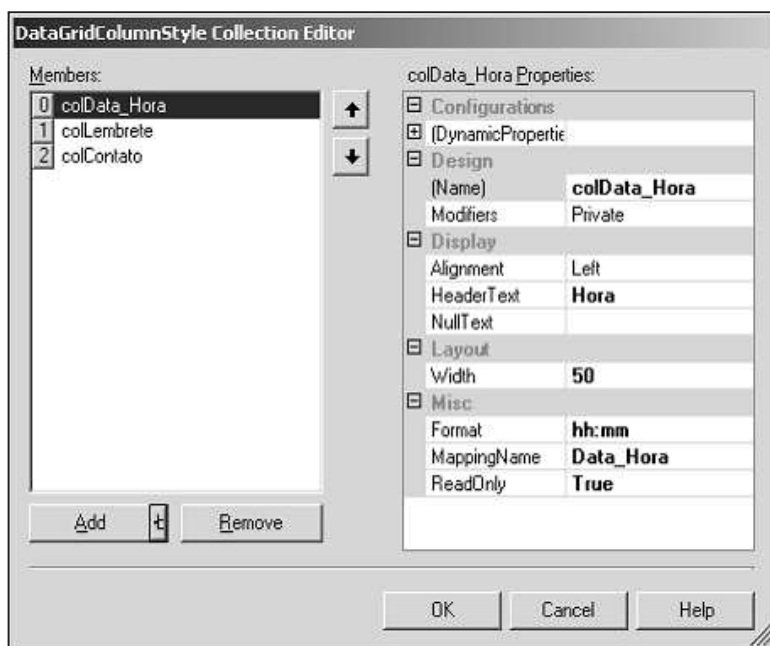 DataGridColumnStyle Collection Editor
Members:
0 colData_Hora
1 colLembrete
2 colContato
Add
Remove
colData_Hora Properties:
Configurations
(DynamicPropertie
Design
(Name) colData_Hora
Modifiers Private
Display
Alignment Left
HeaderText Hora
NullText
Layout
Width 50
Misc
Format hh:mm
MappingName Data_Hora
ReadOnly True
OK
Cancel
Help